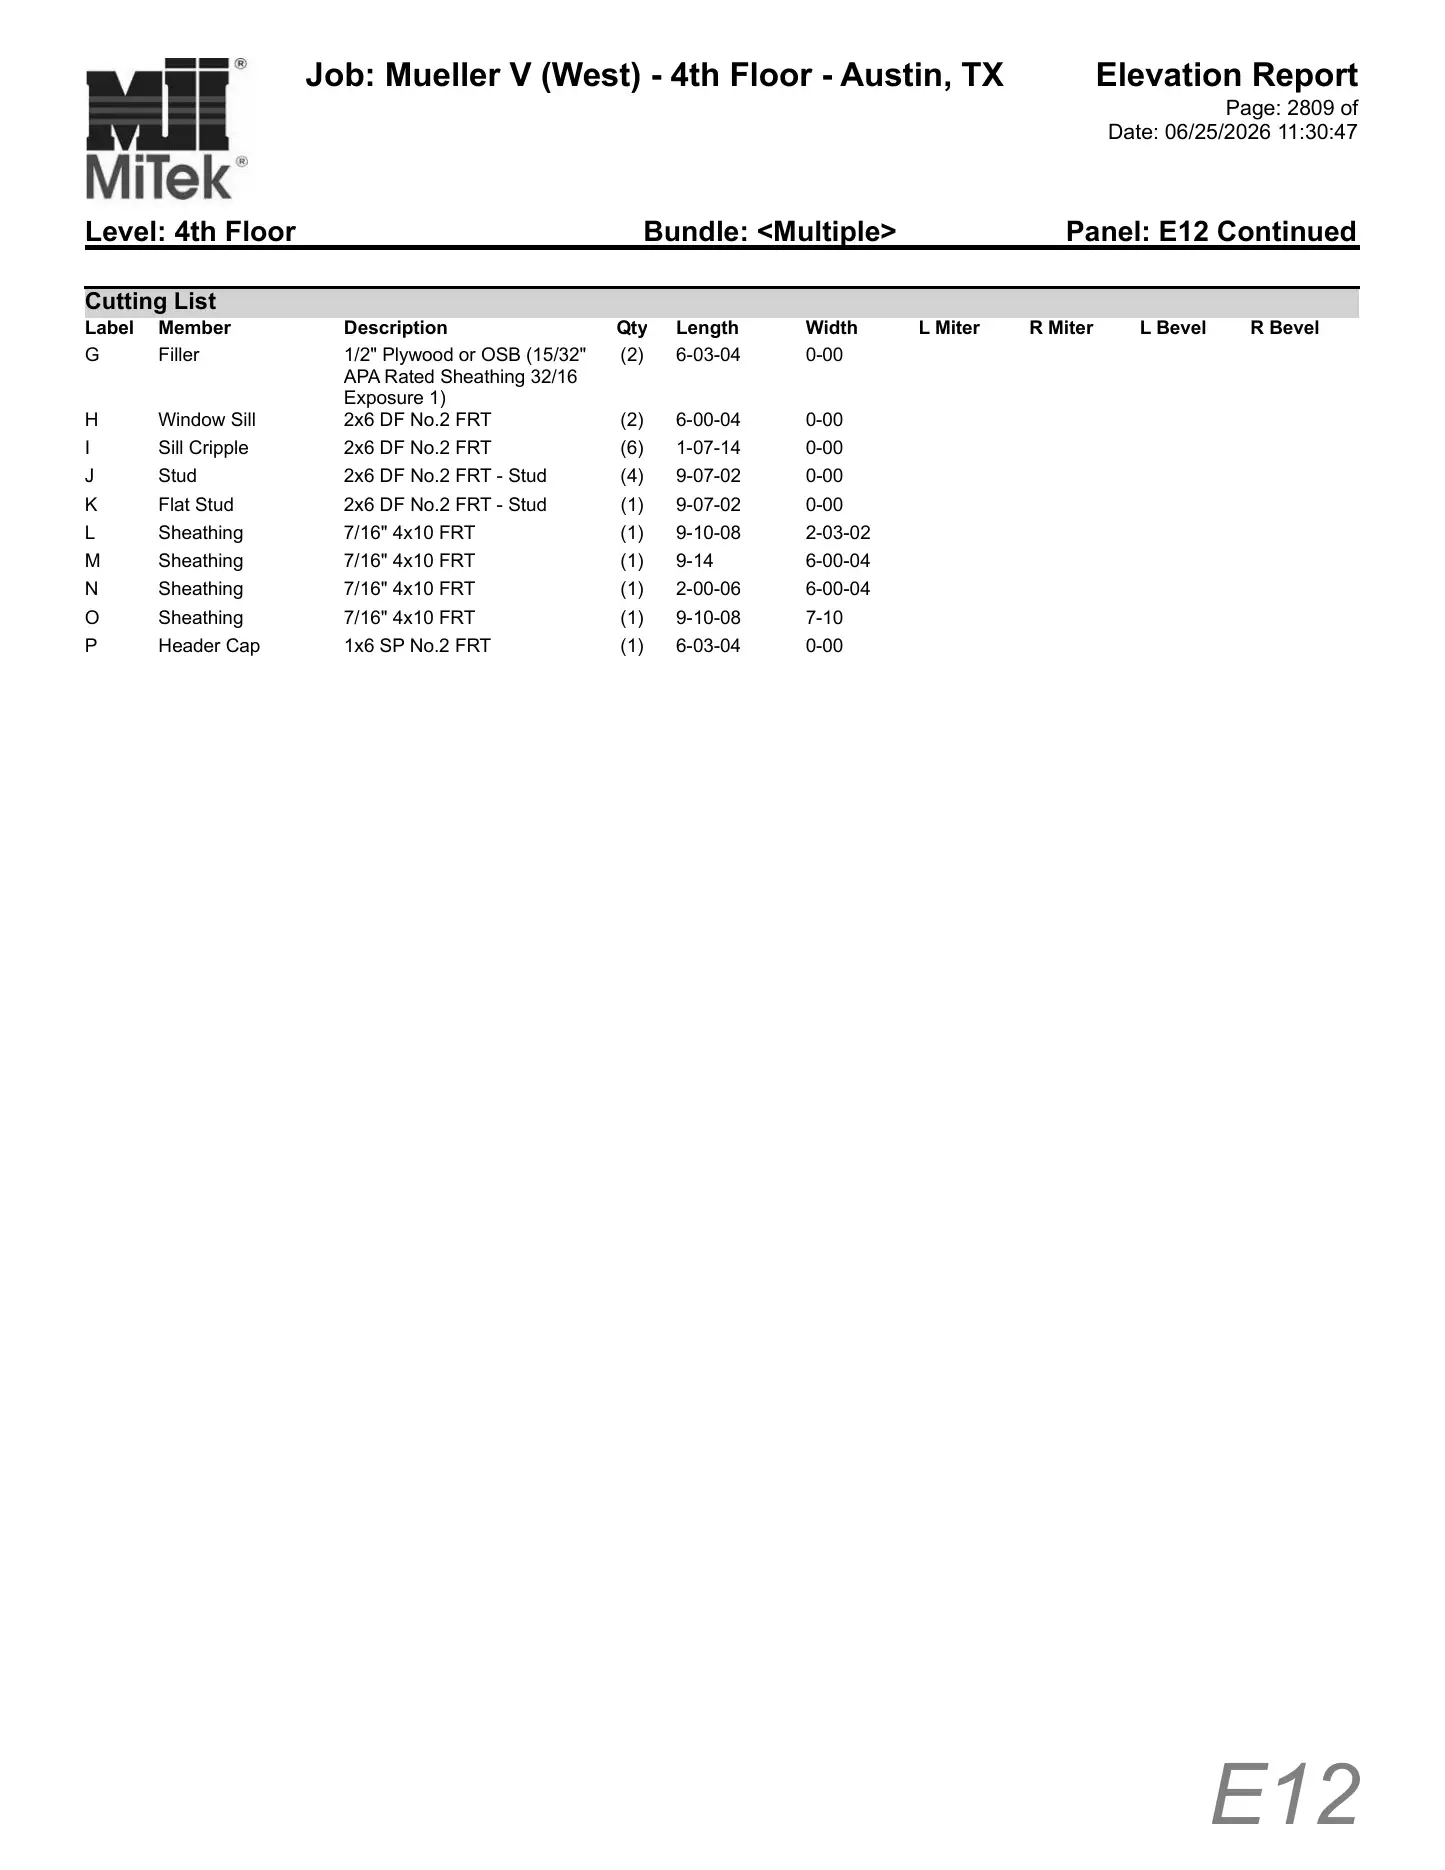 MiTek®
Job: Mueller V (West) - 4th Floor - Austin, TX
Elevation Report
Page: 2809 of
Date: 06/25/2026 11:30:47
Level: 4th Floor Bundle: <Multiple> Panel: E12 Continued
Cutting List
Label Member Description Qty Length Width L Miter R Miter L Bevel R Bevel
G Filler 1/2" Plywood or OSB (15/32" (2) 6-03-04 0-00
APA Rated Sheathing 32/16
Exposure 1)
H Window Sill 2x6 DF No.2 FRT (2) 6-00-04 0-00
I Sill Cripple 2x6 DF No.2 FRT (6) 1-07-14 0-00
J Stud 2x6 DF No.2 FRT - Stud (4) 9-07-02 0-00
K Flat Stud 2x6 DF No.2 FRT - Stud (1) 9-07-02 0-00
L Sheathing 7/16" 4x10 FRT (1) 9-10-08 2-03-02
M Sheathing 7/16" 4x10 FRT (1) 9-14 6-00-04
N Sheathing 7/16" 4x10 FRT (1) 2-00-06 6-00-04
O Sheathing 7/16" 4x10 FRT (1) 9-10-08 7-10
P Header Cap 1x6 SP No.2 FRT (1) 6-03-04 0-00
E12